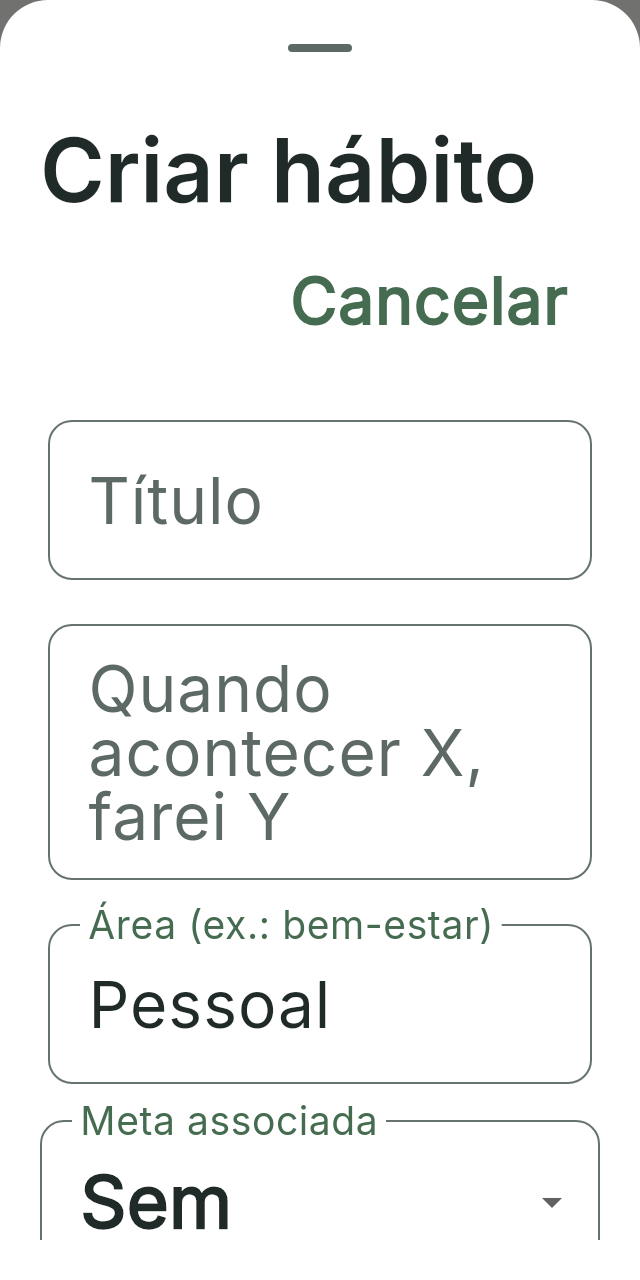 Criar hábito
Cancelar
Título
Quando
acontecer X,
farei Y
Área (ex.: bem-estar)
Pessoal
Meta associada
Sem